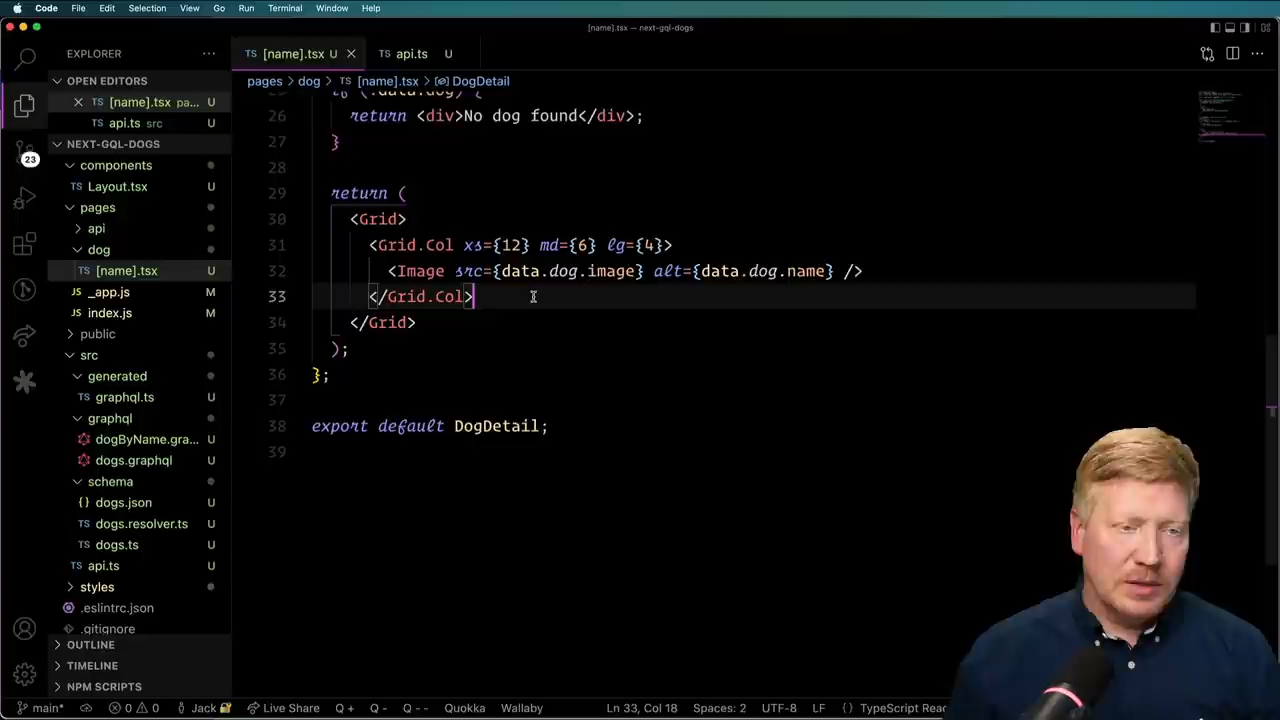 Code File Edit Selection View Go Run Terminal Window Help
[name].tsx — next-gql-dogs
EXPLORER
[name].tsx U
api.ts U
OPEN EDITORS
pages > dog > [name].tsx > DogDetail
[name].tsx pa... U
api.ts src U
NEXT-GQL-DOGS
components
Layout.tsx U
pages
api
dog
[name].tsx U
_app.js M
index.js M
public
src
generated
graphql.ts U
graphql
dogByName.gra... U
dogs.graphql U
schema
dogs.json U
dogs.resolver.ts U
dogs.ts U
api.ts U
styles
.eslintrc.json U
.gitignore U
OUTLINE
TIMELINE
NPM SCRIPTS
23
26 return <div>No dog found</div>;
27 }
28
29 return (
30 <Grid>
31 <Grid.Col xs={12} md={6} lg={4}>
32 <Image src={data.dog.image} alt={data.dog.name} />
33 </Grid.Col>
34 </Grid>
35 );
36 };
37
38 export default DogDetail;
39
main* 0 0 Jack Live Share Q + Q - Q -- Quokka Wallaby Ln 33, Col 18 Spaces: 2 UTF-8 LF TypeScript Reac